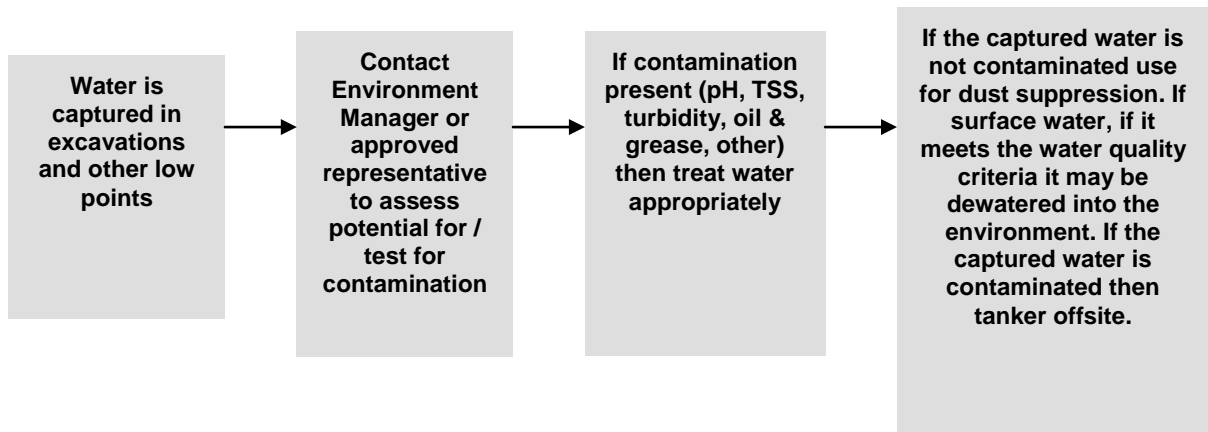 Water is
captured in
excavations
and other low
points
Contact
Environment
Manager or
approved
representative
to assess
potential for /
test for
contamination
If contamination
present (pH, TSS,
turbidity, oil &
grease, other)
then treat water
appropriately
If the captured water is
not contaminated use
for dust suppression. If
surface water, if it
meets the water quality
criteria it may be
dewatered into the
environment. If the
captured water is
contaminated then
tanker offsite.